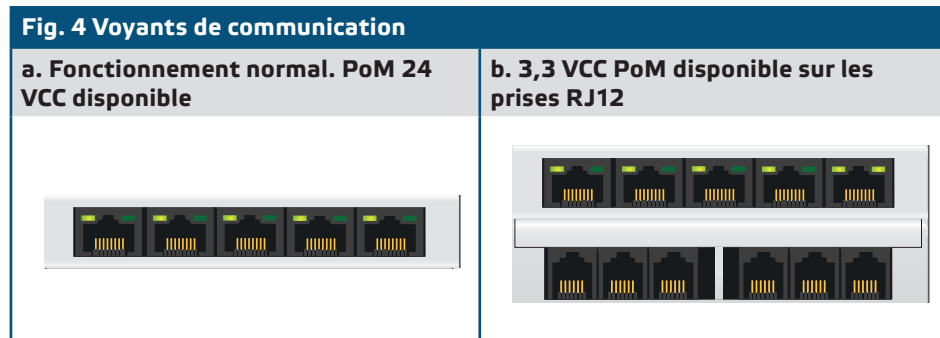 Fig. 4 Voyants de communication
a. Fonctionnement normal. PoM 24
VCC disponible
b. 3,3 VCC PoM disponible sur les
prises RJ12